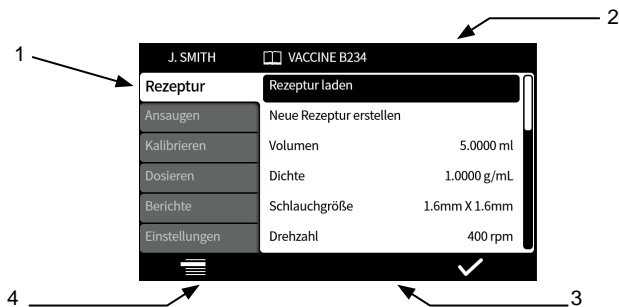 2
1
J. SMITH VACCINE B234
Rezeptur Rezeptur laden
Ansaugen Neue Rezeptur erstellen
Kalibrieren Volumen 5.0000 ml
Dosieren Dichte 1.0000 g/mL
Berichte Schlauchgröße 1.6mm X 1.6mm
Einstellungen Drehzahl 400 rpm
4 3